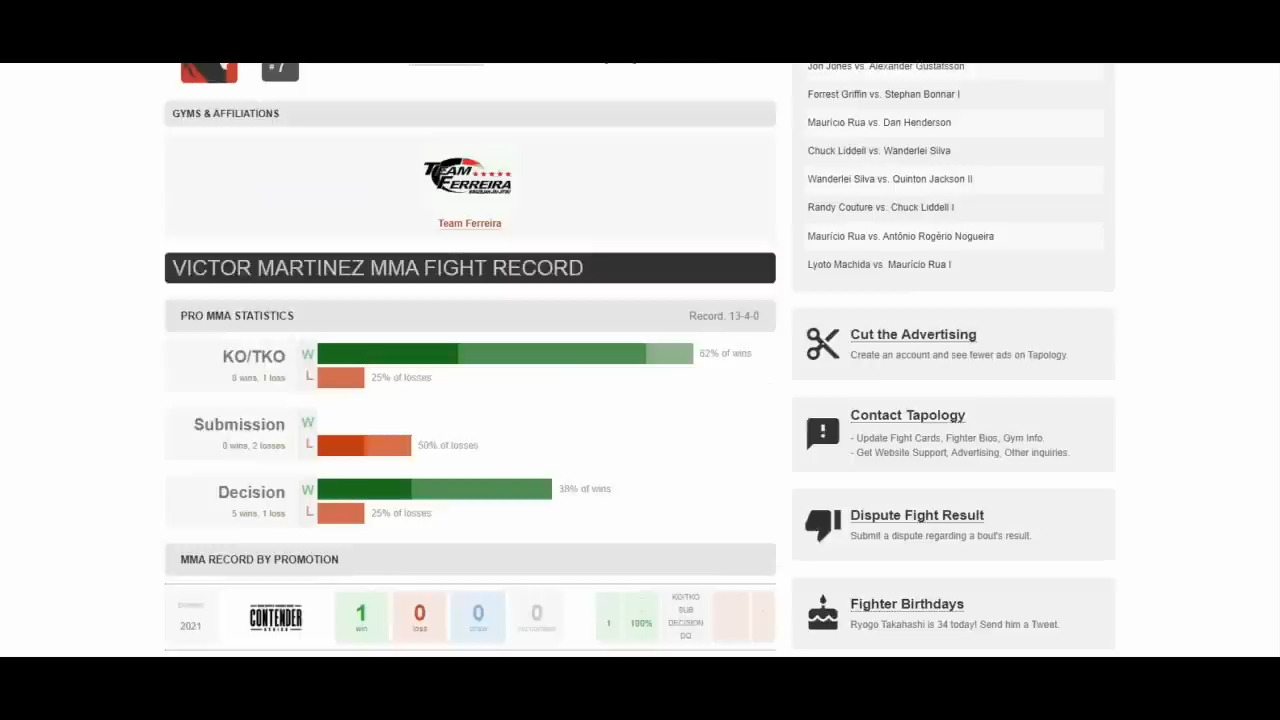 # 7
GYMS & AFFILIATIONS
TEAM
FERREIRA
BRAZILIAN JIU-JITSU
Team Ferreira
VICTOR MARTINEZ MMA FIGHT RECORD
PRO MMA STATISTICS
Record: 13-4-0
KO/TKO
8 wins, 1 loss
W
62% of wins
L
25% of losses
Submission
0 wins, 2 losses
W
L
50% of losses
Decision
5 wins, 1 loss
W
38% of wins
L
25% of losses
MMA RECORD BY PROMOTION
2021
CONTENDER
SERIES
1
WIN
0
LOSS
0
DRAW
0
1
100%
KO/TKO
SUB
DECISION
DQ
Jon Jones vs. Alexander Gustafsson
Forrest Griffin vs. Stephan Bonnar I
Maurício Rua vs. Dan Henderson
Chuck Liddell vs. Wanderlei Silva
Wanderlei Silva vs. Quinton Jackson II
Randy Couture vs. Chuck Liddell I
Maurício Rua vs. Antônio Rogério Nogueira
Lyoto Machida vs. Maurício Rua I
Cut the Advertising
Create an account and see fewer ads on Tapology.
Contact Tapology
- Update Fight Cards, Fighter Bios, Gym Info.
- Get Website Support, Advertising, Other inquiries.
Dispute Fight Result
Submit a dispute regarding a bout's result.
Fighter Birthdays
Ryogo Takahashi is 34 today! Send him a Tweet.